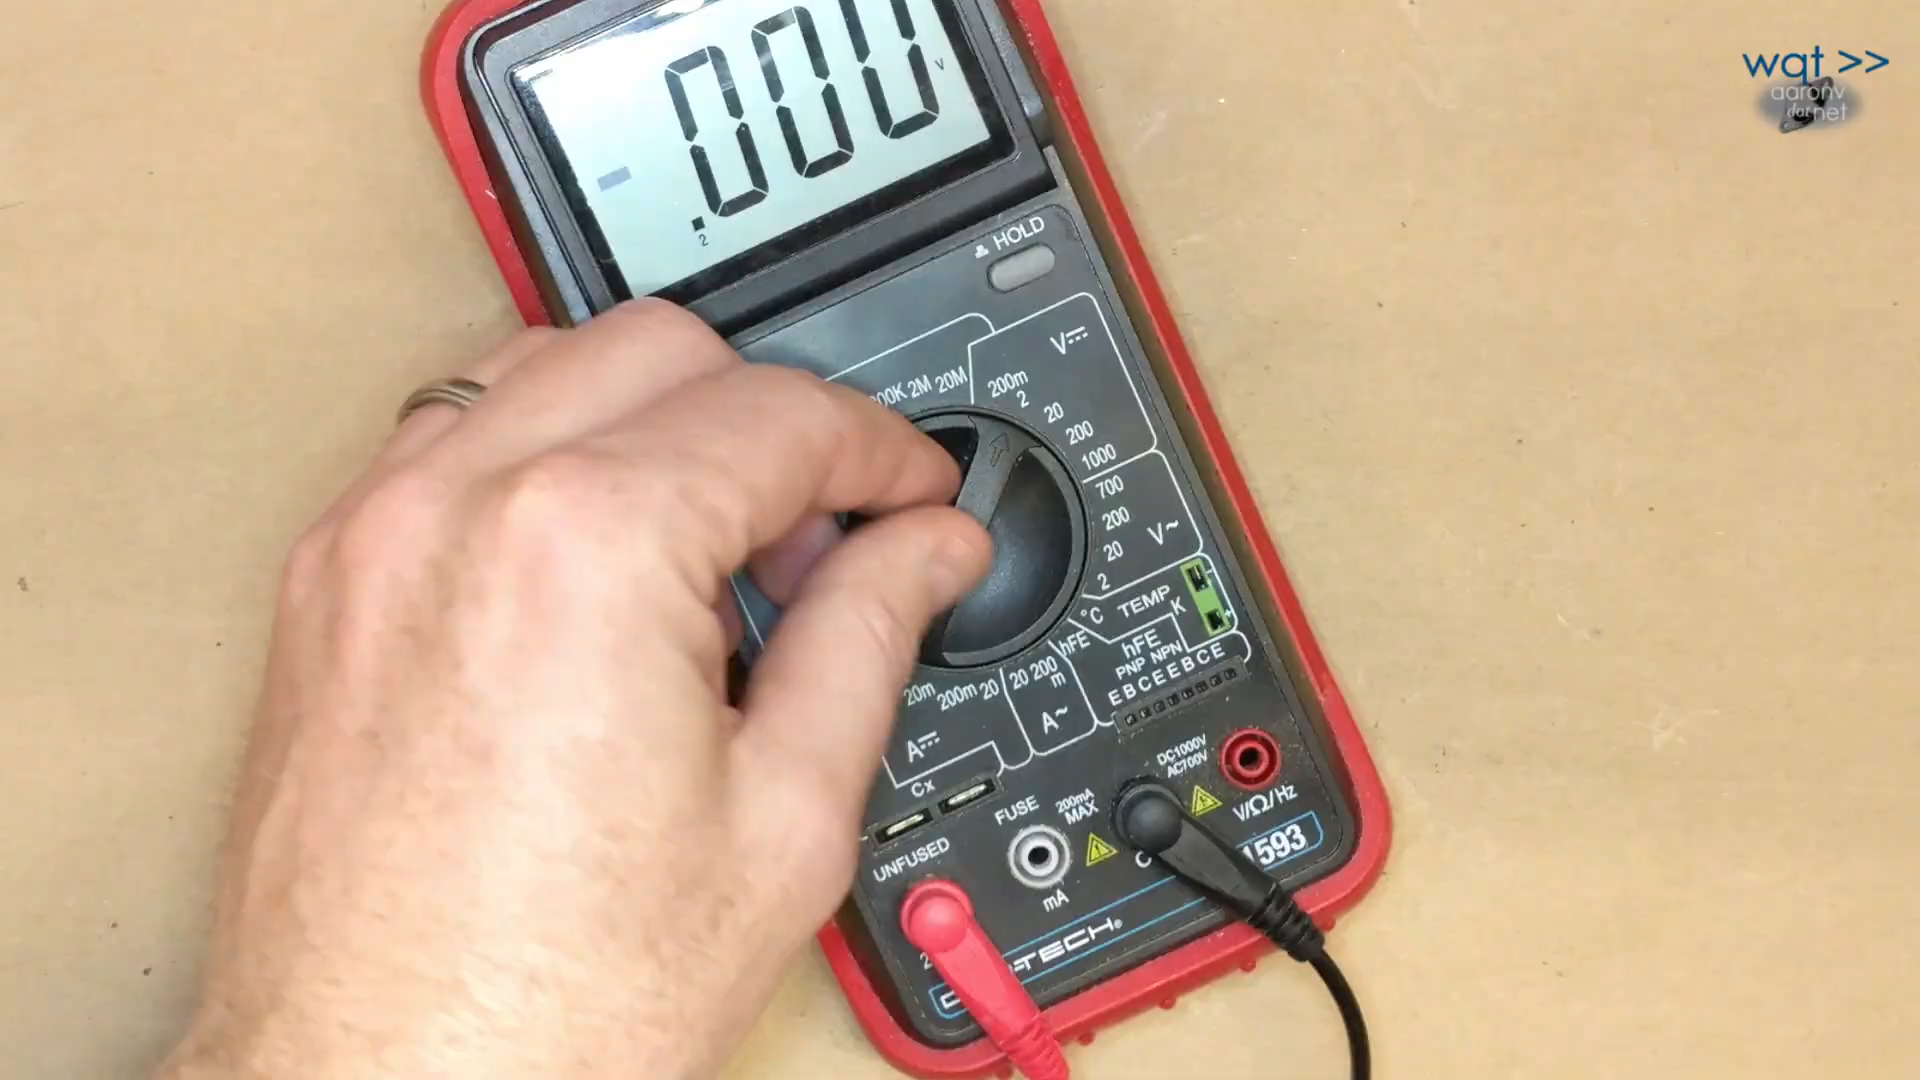 wqt >>
aaronv
dot net
.000
V
2
HOLD
V
2M 20M
200m
2
20
200
1000
700
200
20
2
V~
°C
TEMP
K
hFE
hFE
PNP NPN
EBCEEBCE
20m 200m 20
20 200
m
A
A~
Cx
DC1000V
AC700V
FUSE
200mA
MAX
V/Ω/Hz
UNFUSED
mA
1593
-TECH®